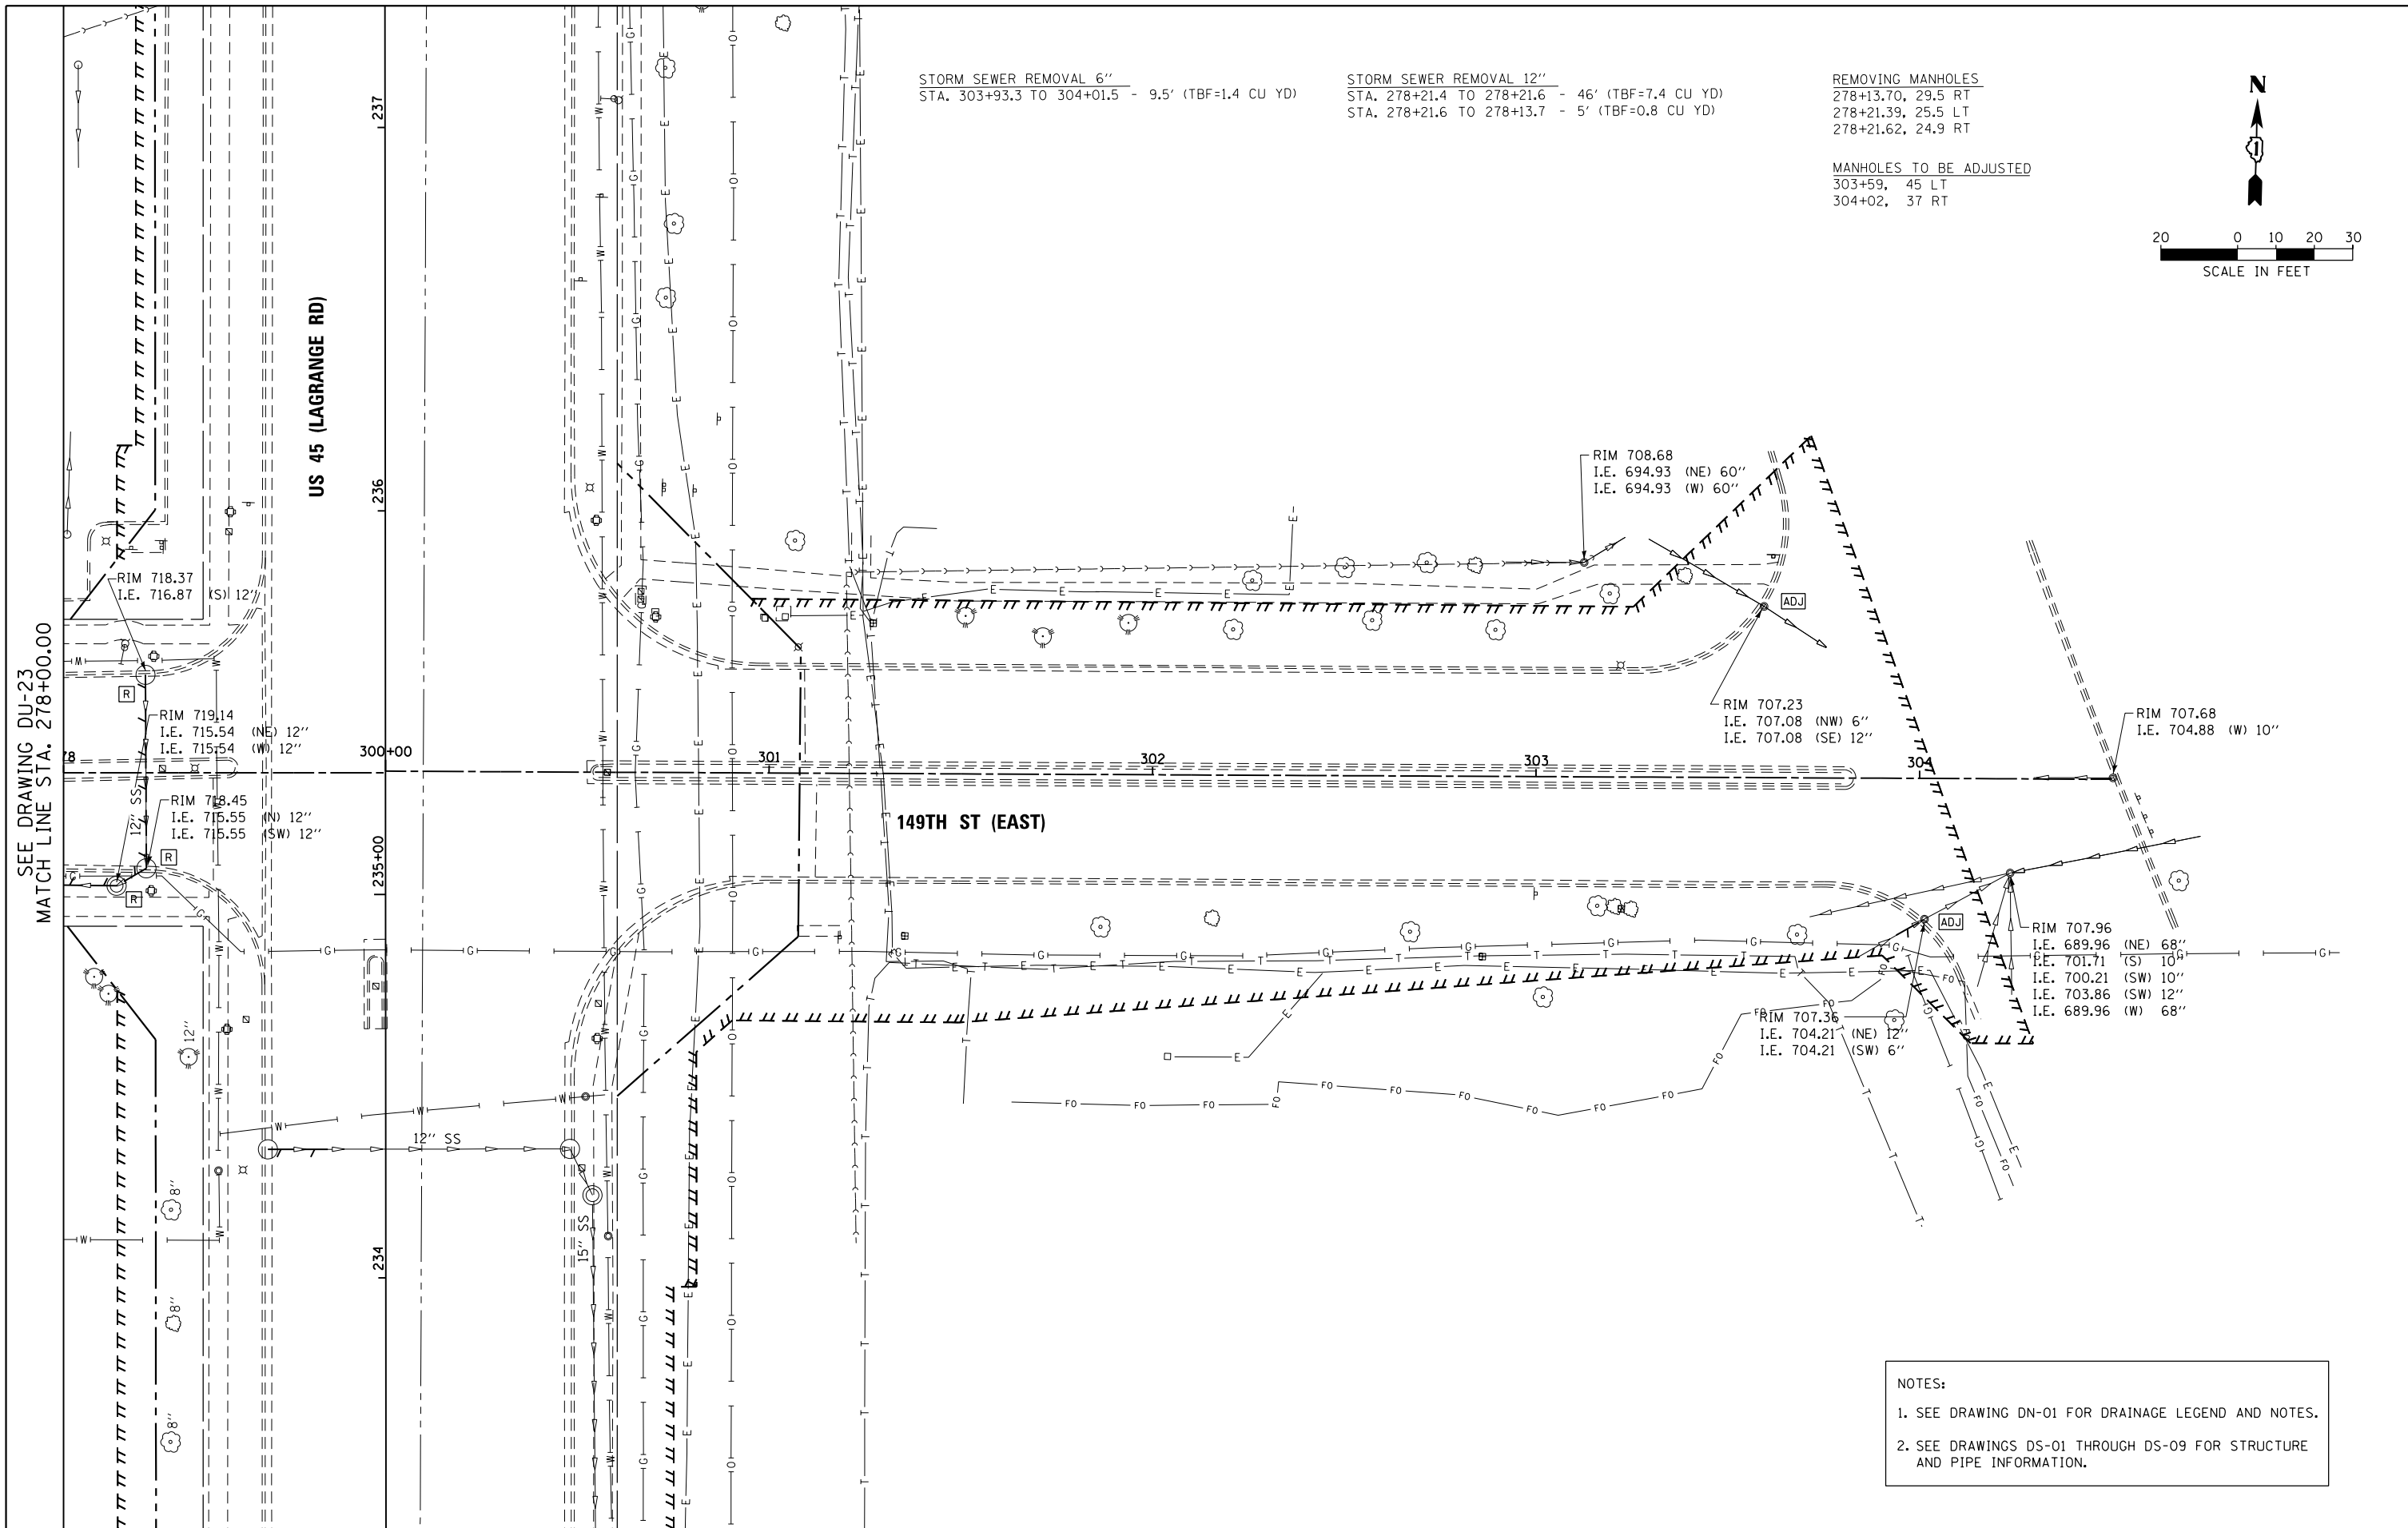 STORM SEWER REMOVAL 6''
STA. 303+93.3 TO 304+01.5 - 9.5' (TBF=1.4 CU YD)
STORM SEWER REMOVAL 12''
STA. 278+21.4 TO 278+21.6 - 46' (TBF=7.4 CU YD)
STA. 278+21.6 TO 278+13.7 - 5' (TBF=0.8 CU YD)
REMOVING MANHOLES
278+13.70, 29.5 RT
278+21.39, 25.5 LT
278+21.62, 24.9 RT
MANHOLES TO BE ADJUSTED
303+59, 45 LT
304+02, 37 RT
N
1
20 0 10 20 30
SCALE IN FEET
237
US 45 (LAGRANGE RD)
236
RIM 708.68
I.E. 694.93 (NE) 60''
I.E. 694.93 (W) 60''
RIM 718.37
I.E. 716.87 (S) 12''
R
ADJ
SEE DRAWING DU-23
MATCH LINE STA. 278+00.00
RIM 719.14
I.E. 715.54 (NE) 12''
I.E. 715.54 (W) 12''
RIM 707.23
I.E. 707.08 (NW) 6''
I.E. 707.08 (SE) 12''
RIM 707.68
I.E. 704.88 (W) 10''
78
300+00
301
302
303
304
12'' SS
RIM 718.45
I.E. 715.55 (N) 12''
I.E. 715.55 (SW) 12''
149TH ST (EAST)
R
R
235+00
ADJ
RIM 707.96
I.E. 689.96 (NE) 68''
I.E. 701.71 (S) 10''
I.E. 700.21 (SW) 10''
I.E. 703.86 (SW) 12''
I.E. 689.96 (W) 68''
RIM 707.36
I.E. 704.21 (NE) 12''
I.E. 704.21 (SW) 6''
12''
12'' SS
8''
15'' SS
234
8''
8''
NOTES:
1. SEE DRAWING DN-01 FOR DRAINAGE LEGEND AND NOTES.
2. SEE DRAWINGS DS-01 THROUGH DS-09 FOR STRUCTURE
AND PIPE INFORMATION.